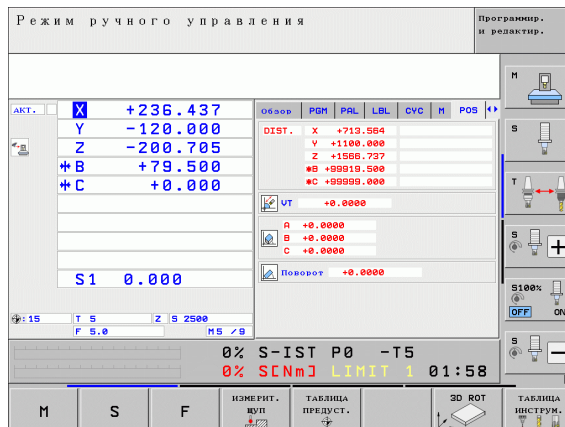 Режим ручного управления
Программир.
и редактир.
АКТ.
X +236.437
Y -120.000
Z -200.705
B +79.500
C +0.000
S1 0.000
:15 T 5 Z S 2500
F 5.0 M5 /9
Обзор PGM PAL LBL CYC M POS
DIST. X +713.564
Y +1100.000
Z +1566.737
*B +99919.500
*C +99999.000
VT +0.0000
A +0.0000
B +0.0000
C +0.0000
Поворот +0.0000
0% S-IST P0 -T5
0% S[Nm] LIMIT 1 01:58
M
S
T
S
S100%
OFF ON
S
M
S
F
ИЗМЕРИТ.
ЩУП
ТАБЛИЦА
ПРЕДУСТ.
3D ROT
ТАБЛИЦА
ИНСТРУМ.